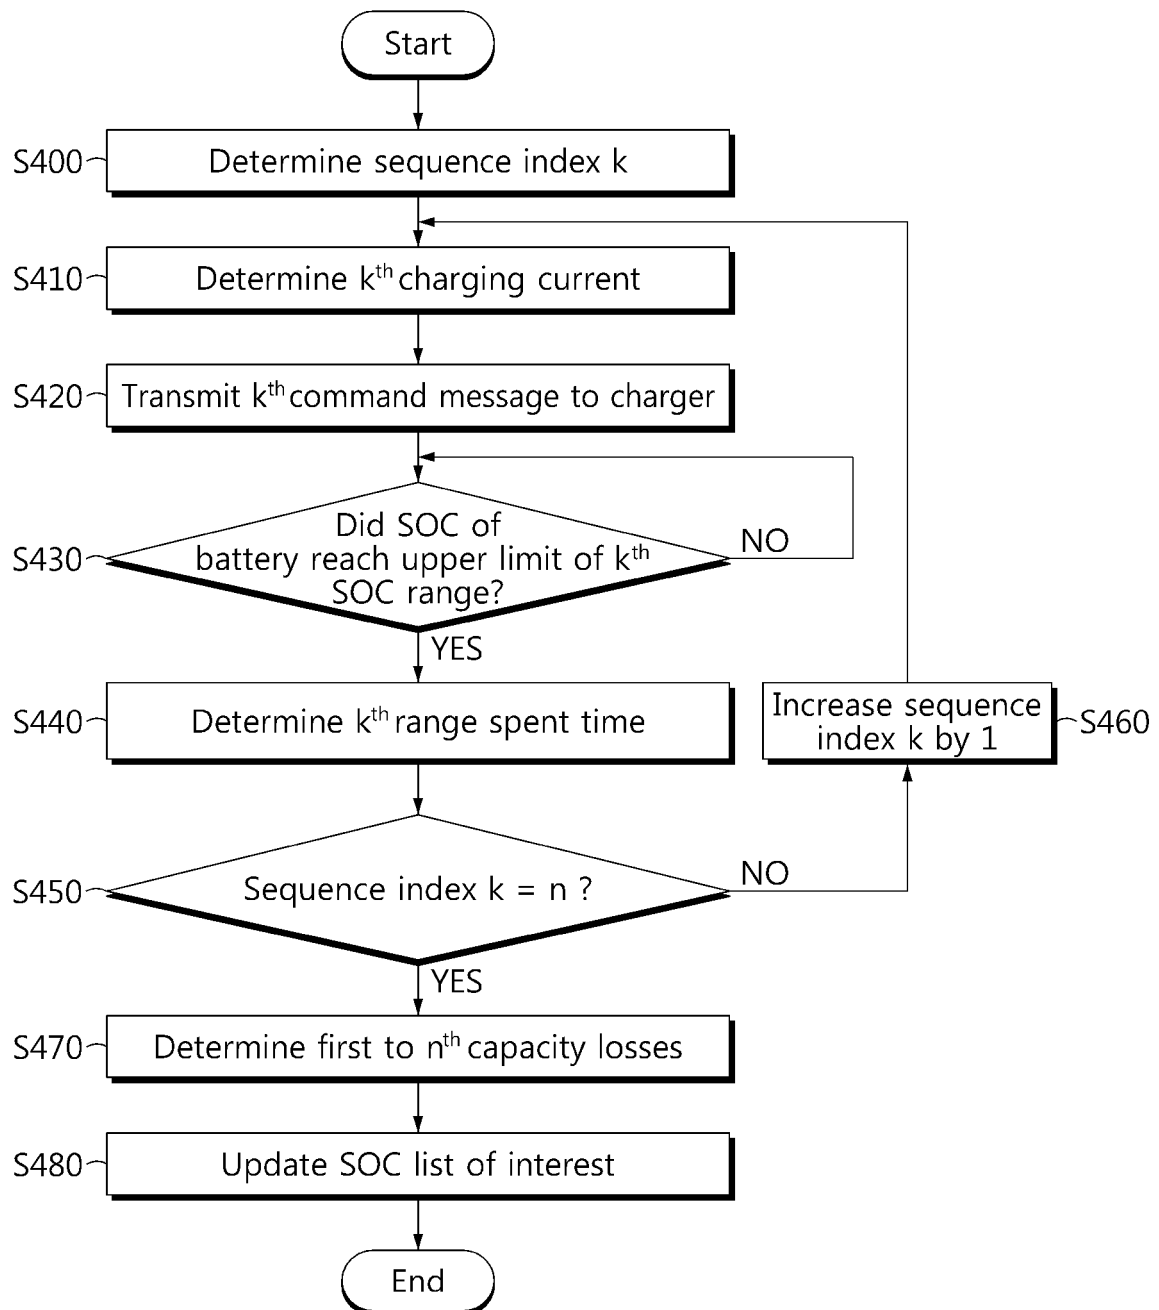 Start
S400
Determine sequence index k
S410
Determine kth charging current
S420
Transmit kth command message to charger
S430
Did SOC of
battery reach upper limit of kth
SOC range?
NO
YES
S440
Determine kth range spent time
Increase sequence
index k by 1
S460
S450
Sequence index k = n ?
NO
YES
S470
Determine first to nth capacity losses
S480
Update SOC list of interest
End